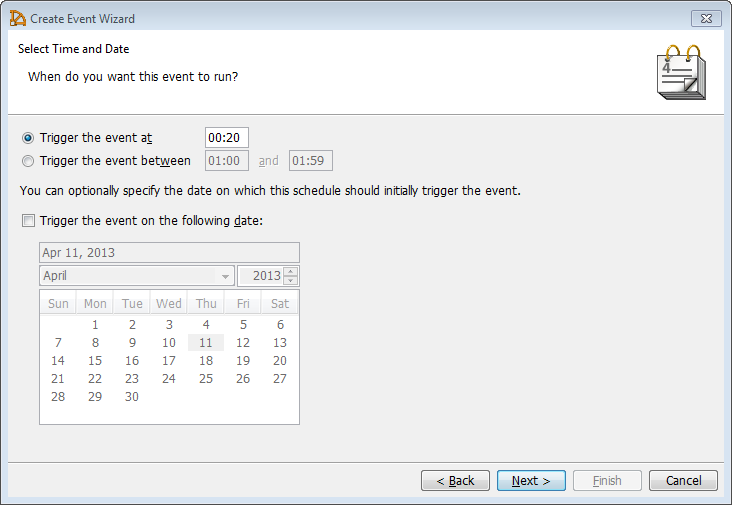 Create Event Wizard
Select Time and Date
When do you want this event to run?
4
Trigger the event at 00:20
Trigger the event between 01:00 and 01:59
You can optionally specify the date on which this schedule should initially trigger the event.
Trigger the event on the following date:
Apr 11, 2013
April 2013
Sun Mon Tue Wed Thu Fri Sat
1 2 3 4 5 6
7 8 9 10 11 12 13
14 15 16 17 18 19 20
21 22 23 24 25 26 27
28 29 30
< Back Next > Finish Cancel